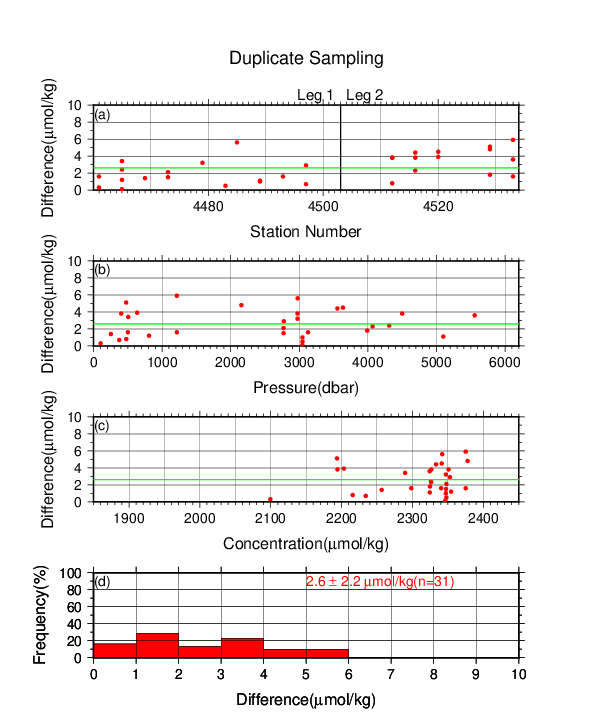 Duplicate Sampling
Leg 1 Leg 2
Difference(μmol/kg)
10
8
6
4
2
0
(a)
4480 4500 4520
Station Number
Difference(μmol/kg)
10
8
6
4
2
0
(b)
0 1000 2000 3000 4000 5000 6000
Pressure(dbar)
Difference(μmol/kg)
10
8
6
4
2
0
(c)
1900 2000 2100 2200 2300 2400
Concentration(μmol/kg)
Frequency(%)
100
80
60
40
20
0
(d)
2.6 ± 2.2 μmol/kg(n=31)
0 1 2 3 4 5 6 7 8 9 10
Difference(μmol/kg)